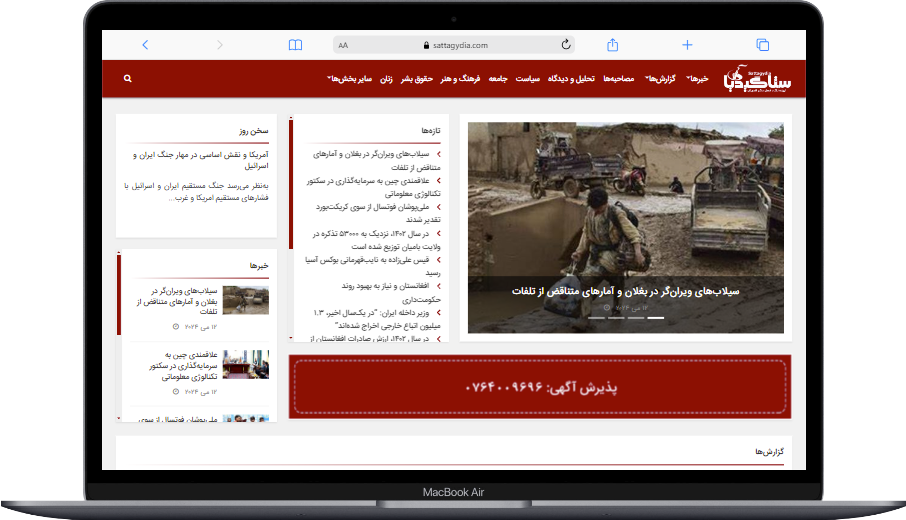 AA
sattagydia.com
Sattagydia
ستاگیدیای
خبرها
گزارش‌ها
مصاحبه‌ها
تحلیل و دیدگاه
سیاست
جامعه
فرهنگ و هنر
حقوق بشر
زنان
سایر بخش‌ها
سیلاب‌های ویران‌گر در بغلان و آمارهای متناقض از تلفات
۱۲ می ۲۰۲۴
تازه‌ها
سیلاب‌های ویران‌گر در بغلان و آمارهای
متناقض از تلفات
علاقمندی چین به سرمایه‌گذاری در سکتور
تکنالوژی معلوماتی
ملی‌پوشان فوتسال از سوی کریکت‌بورد
تقدیر شدند
در سال ۱۴۰۲، نزدیک به ۵۳۰۰۰ تذکره در
ولایت بامیان توزیع شده است
فیس علی‌زاده به نایب‌قهرمانی بوکس آسیا
رسید
افغانستان و نیاز به بهبود روند
حکومت‌داری
وزیر داخله ایران: "در یک‌سال اخیر، ۱.۳
میلیون اتباع خارجی اخراج شده‌اند"
در سال ۱۴۰۲، ارزش صادرات افغانستان از
سخن روز
آمریکا و نقش اساسی در مهار جنگ ایران و
اسرائیل
به‌نظر می‌رسد جنگ مستقیم ایران و اسرائیل با
فشارهای مستقیم امریکا و غرب...
خبرها
سیلاب‌های ویران‌گر در
بغلان و آمارهای متناقض از
تلفات
۱۲ می ۲۰۲۴
علاقمندی چین به
سرمایه‌گذاری در سکتور
تکنالوژی معلوماتی
۱۲ می ۲۰۲۴
ملی‌پوشان فوتسال از سوی
پذیرش آگهی: ۰۷۶۴۰۰۹۶۹۶
گزارش‌ها
MacBook Air